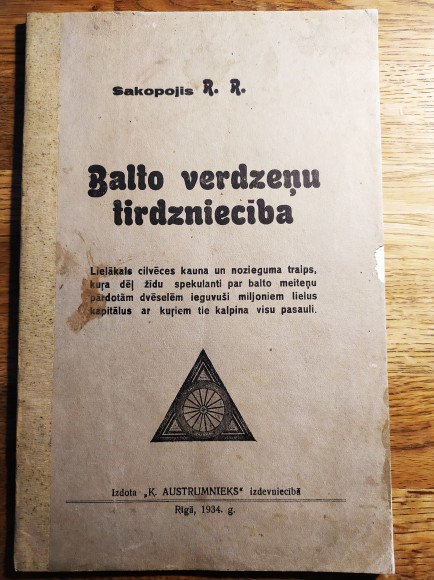 Sakopojis R. R.
Balto verdzeņu
tirdzniecība
Lielākais cilvēces kauna un nozieguma traips,
kuŗa dēļ žīdu spekulanti par balto meiteņu
pārdotām dvēselēm ieguvuši miljoniem lielus
kapitālus ar kuŗiem tie kalpina visu pasauli.
Izdota „Ķ. AUSTRUMNIEKS“ izdevniecībā
Rīgā, 1934. g.